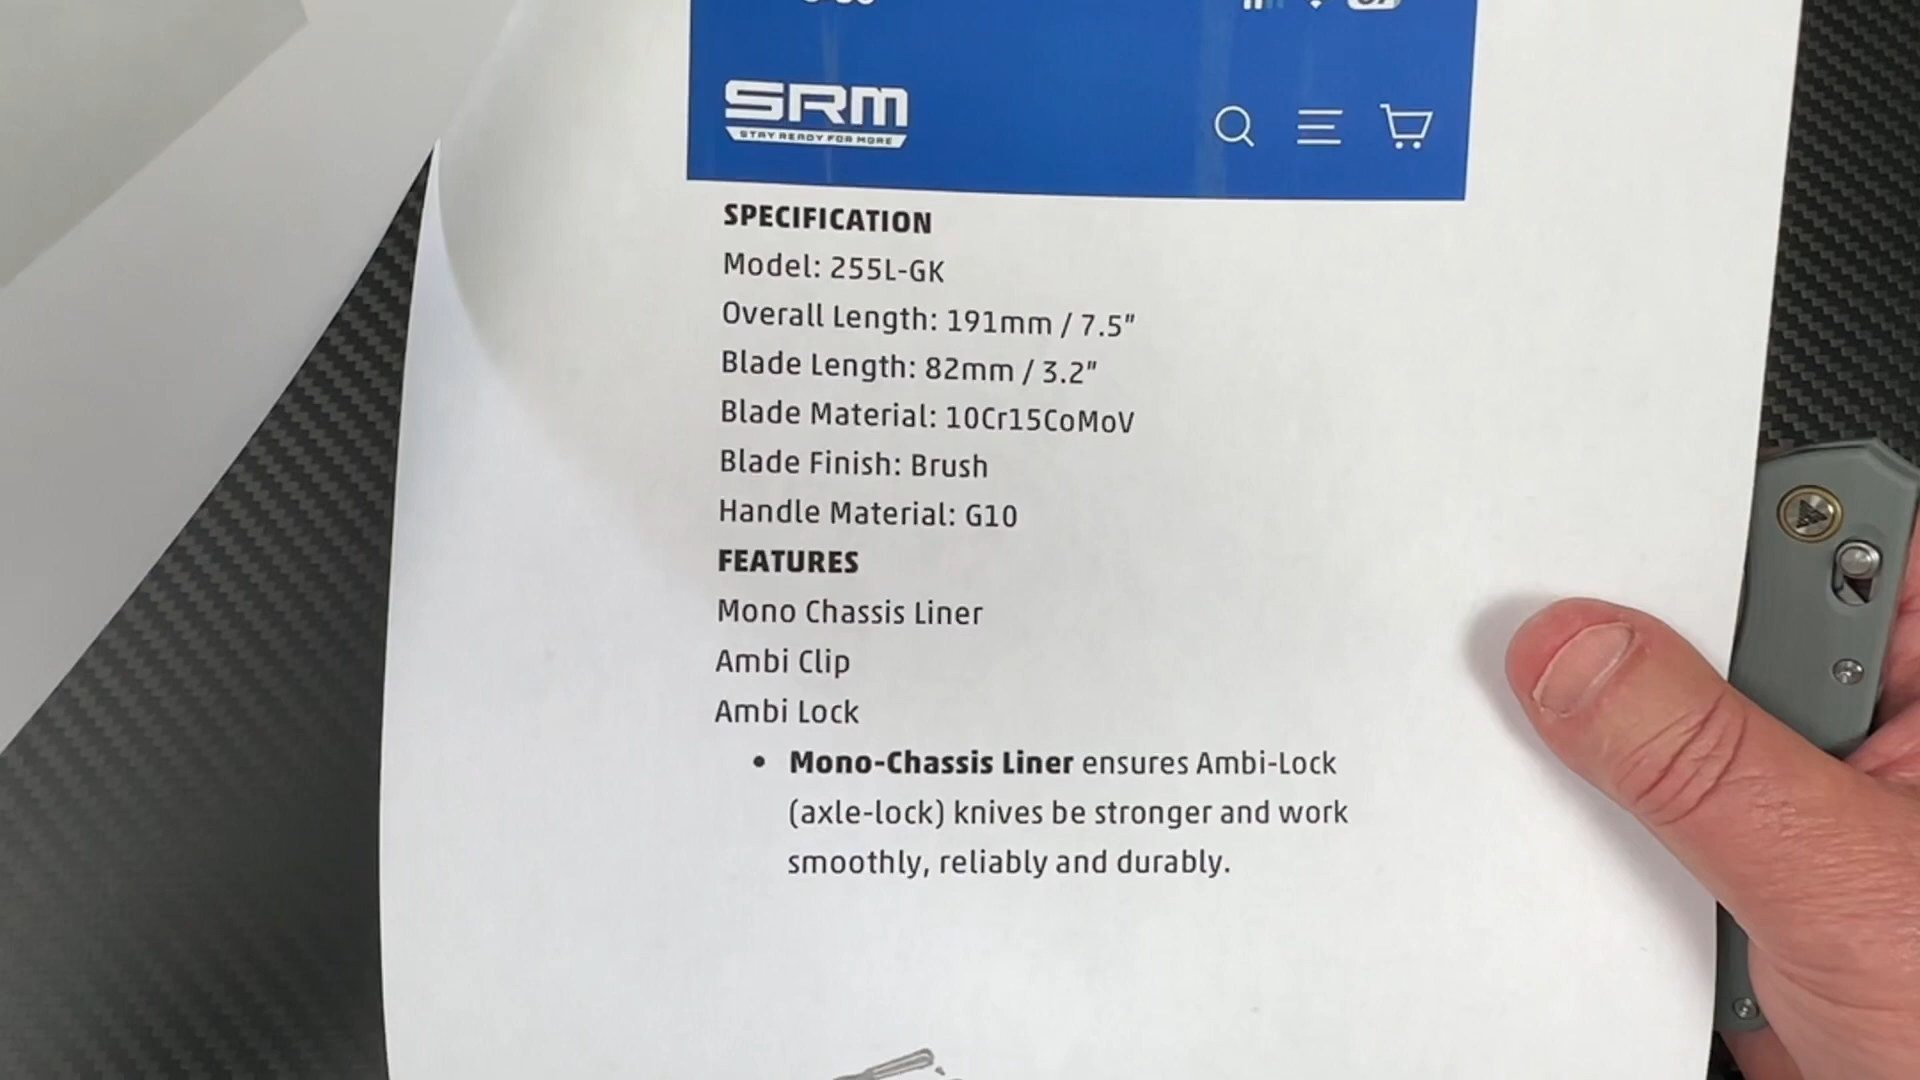 SRM
STAY READY FOR MORE
SPECIFICATION
Model: 255L-GK
Overall Length: 191mm / 7.5"
Blade Length: 82mm / 3.2"
Blade Material: 10Cr15CoMoV
Blade Finish: Brush
Handle Material: G10
FEATURES
Mono Chassis Liner
Ambi Clip
Ambi Lock
• Mono-Chassis Liner ensures Ambi-Lock
(axle-lock) knives be stronger and work
smoothly, reliably and durably.